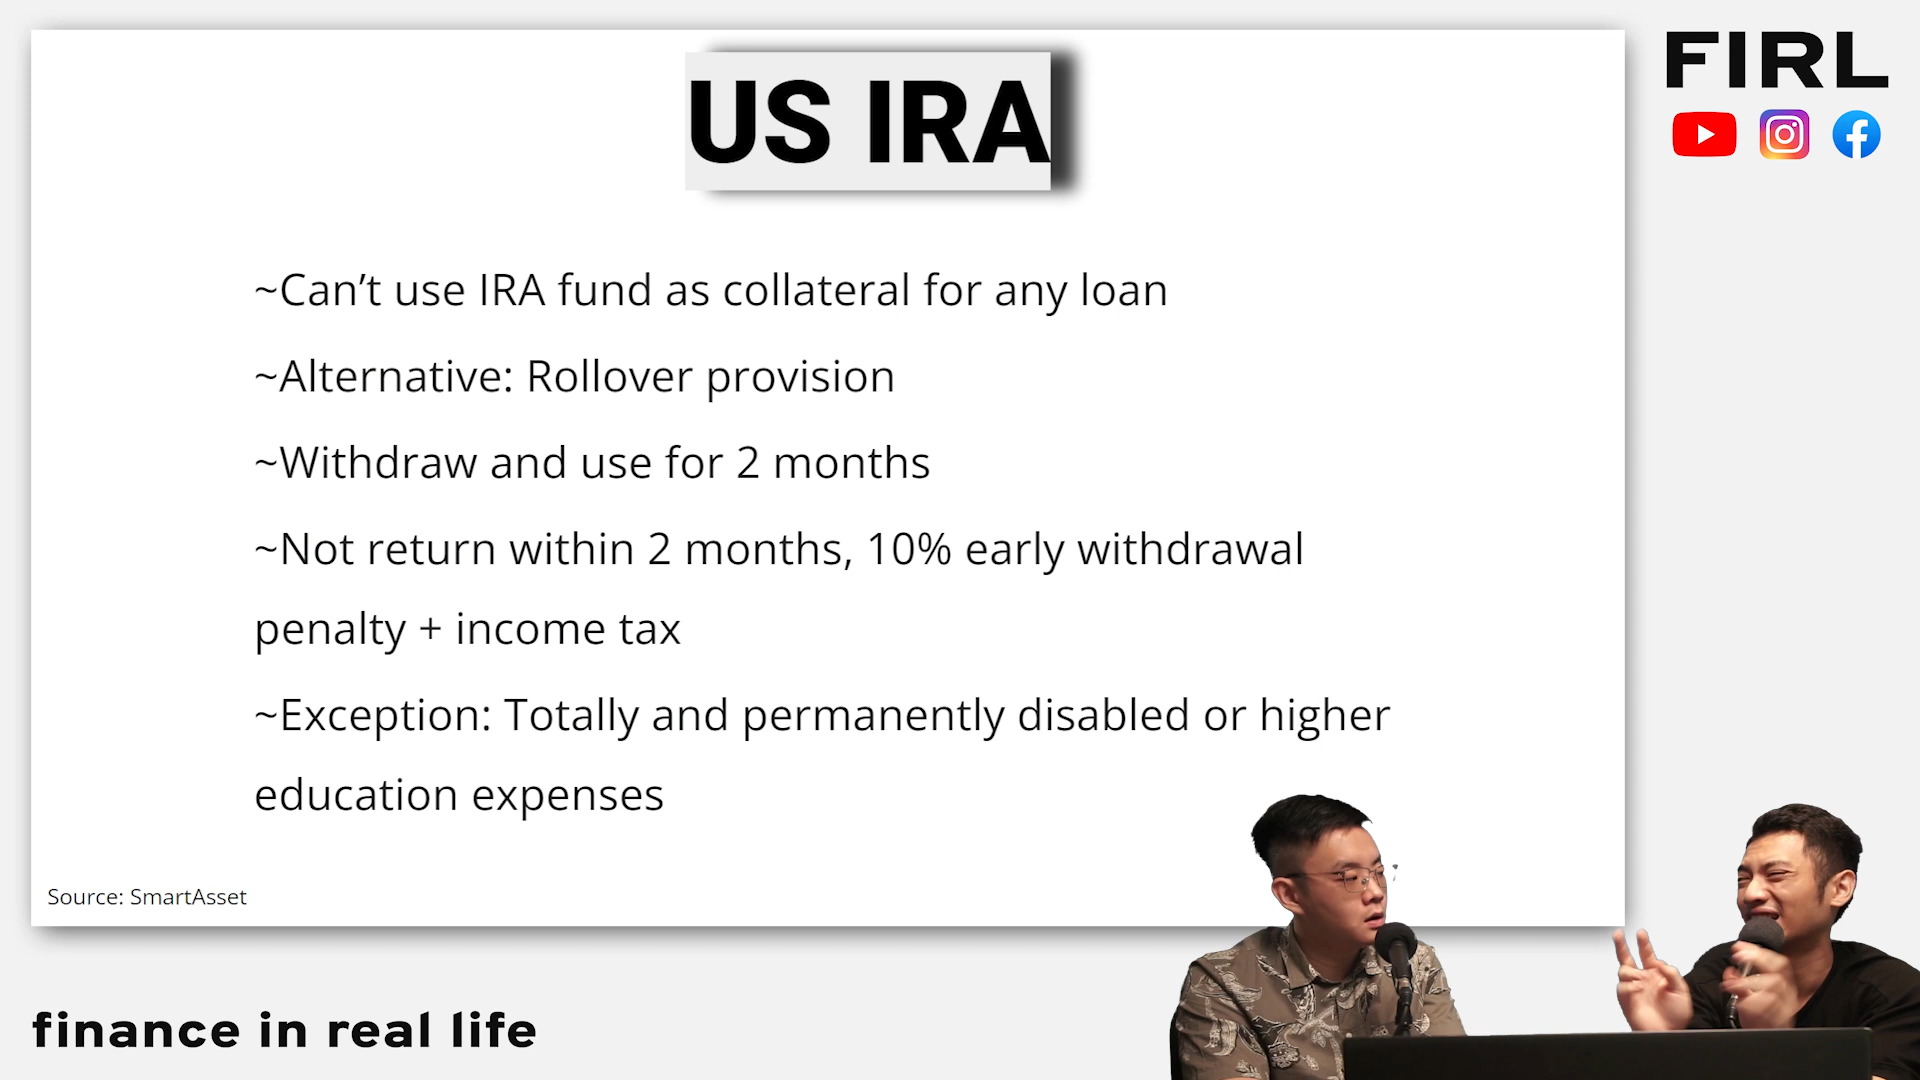 US IRA
FIRL
~Can’t use IRA fund as collateral for any loan
~Alternative: Rollover provision
~Withdraw and use for 2 months
~Not return within 2 months, 10% early withdrawal
penalty + income tax
~Exception: Totally and permanently disabled or higher
education expenses
Source: SmartAsset
finance in real life